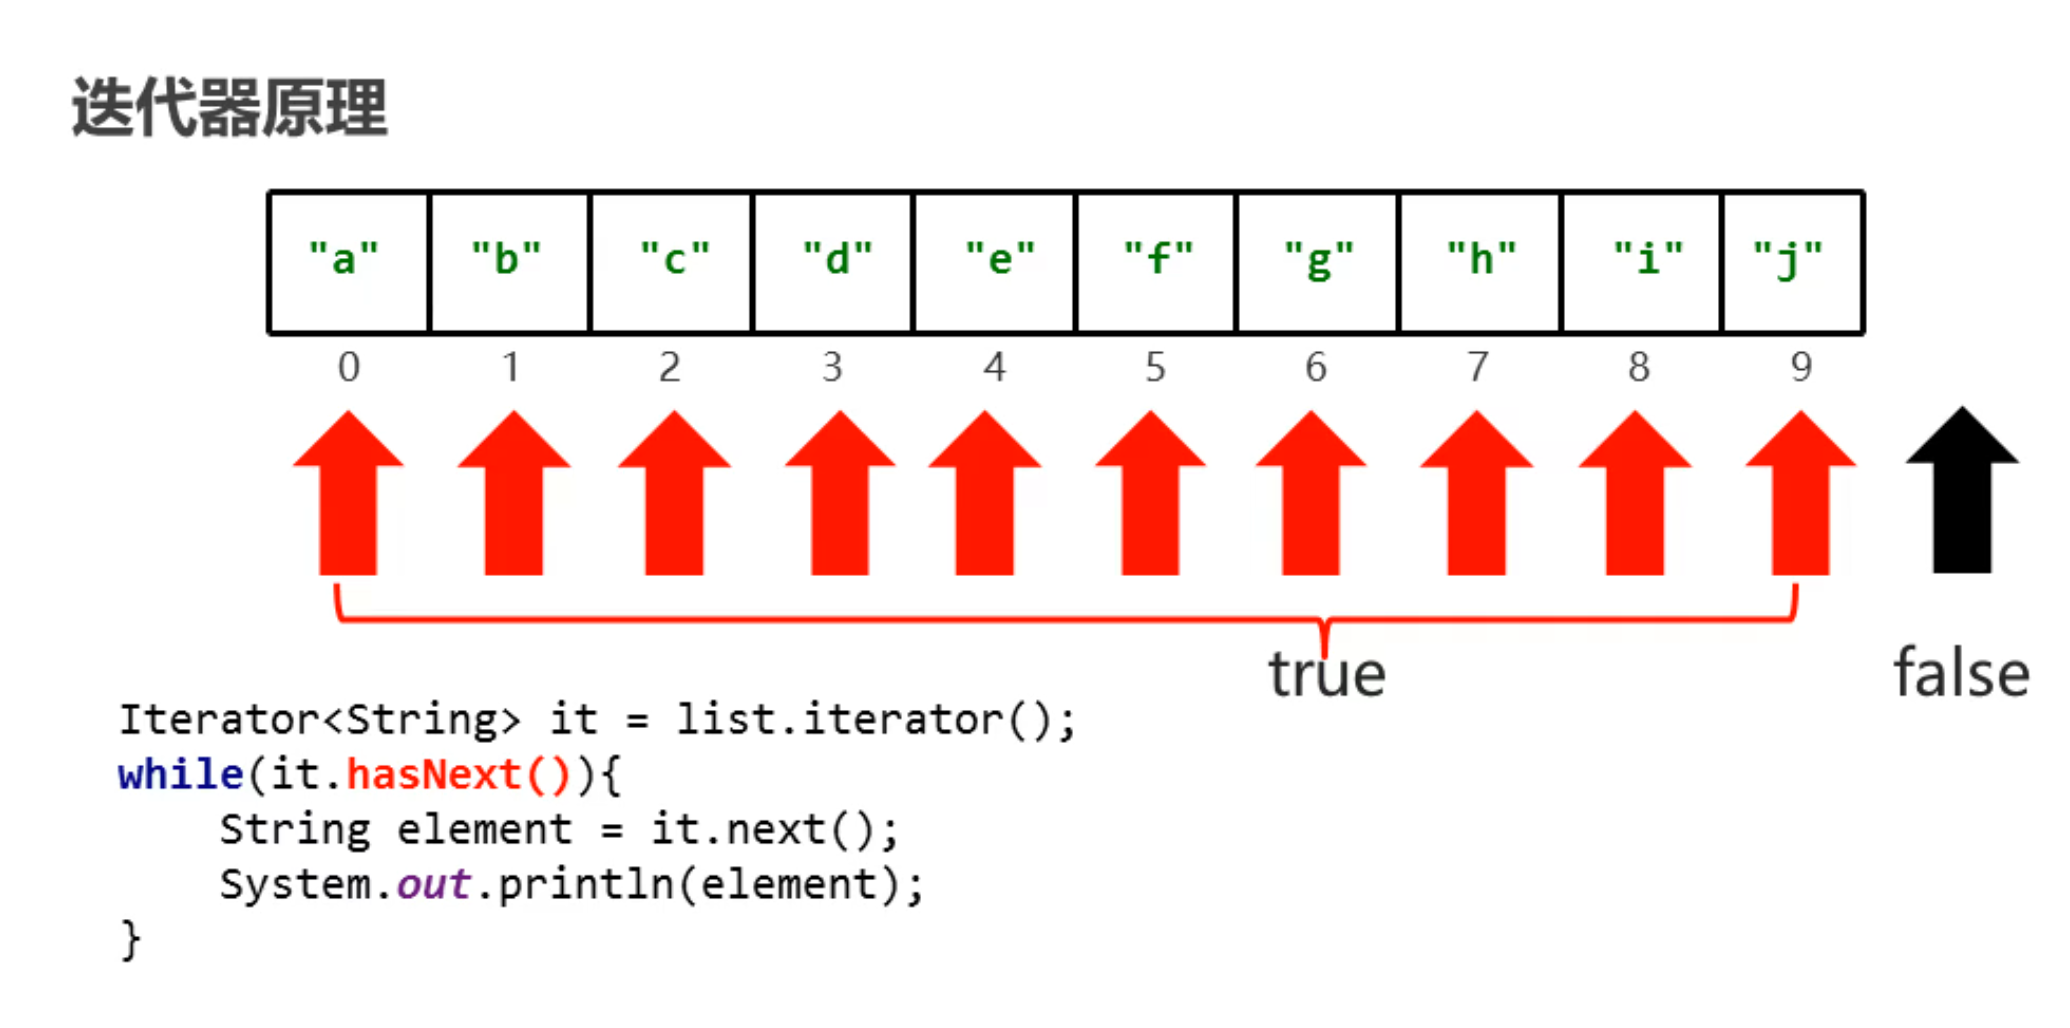 迭代器原理
"a" "b" "c" "d" "e" "f" "g" "h" "i" "j"
0 1 2 3 4 5 6 7 8 9
true false
Iterator<String> it = list.iterator();
while(it.hasNext()){
    String element = it.next();
    System.out.println(element);
}